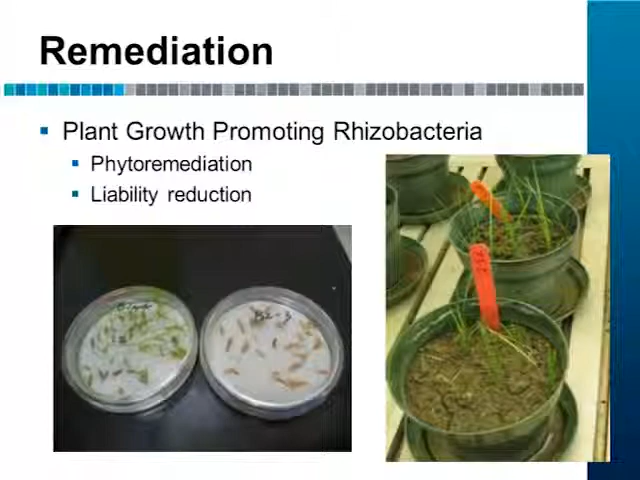 Remediation
Plant Growth Promoting Rhizobacteria
Phytoremediation
Liability reduction